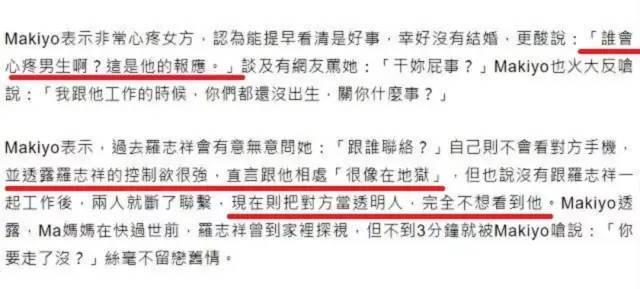 Makiyo表示非常心疼女方，認為能提早看清是好事，幸好沒有結婚，更酸說：「誰會
心疼男生啊？這是他的報應。」談及有網友罵她：「干妳屁事？」Makiyo也火大反嗆
說：「我跟他工作的時候，你們都還沒出生，關你什麼事？」
Makiyo表示，過去羅志祥會有意無意問她：「跟誰聯絡？」自己則不會看對方手機，
並透露羅志祥的控制欲很強，直言跟他相處「很像在地獄」，但也說沒有跟羅志祥一
起工作後，兩人就斷了聯繫，現在則把對方當透明人，完全不想看到他。Makiyo透
露，Ma媽媽在快過世前，羅志祥曾到家裡探視，但不到3分鐘就被Makiyo嗆說：「你
要走了沒？」絲毫不留戀舊情。